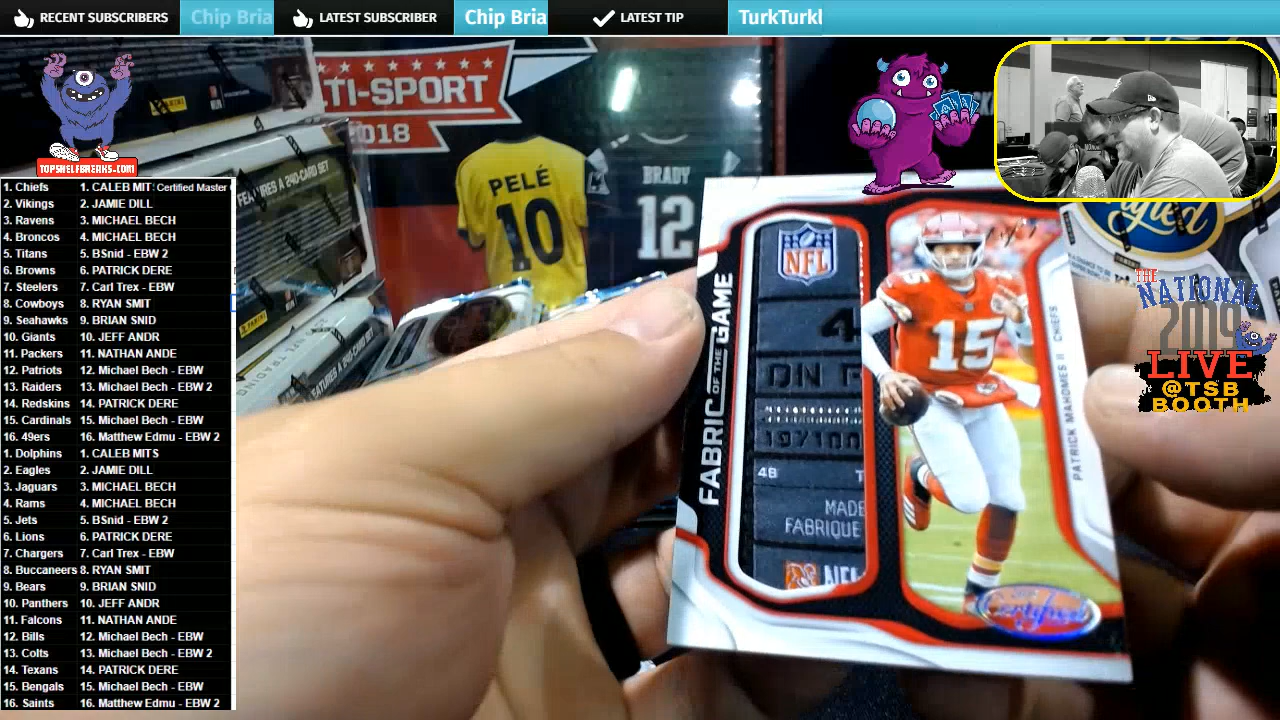 RECENT SUBSCRIBERS
Chip Bria
LATEST SUBSCRIBER
Chip Bria
LATEST TIP
TurkTurkl
TI-SPORT
2018
TOPSHELFBREAKS.COM
PELÉ
10
BRADY
12
THE
NATIONAL
2019
LIVE
@TSB
BOOTH
1. Chiefs 1. CALEB MIT: Certified Master
2. Vikings 2. JAMIE DILL
3. Ravens 3. MICHAEL BECH
4. Broncos 4. MICHAEL BECH
5. Titans 5. BSnid - EBW 2
6. Browns 6. PATRICK DERE
7. Steelers 7. Carl Trex - EBW
8. Cowboys 8. RYAN SMIT
9. Seahawks 9. BRIAN SNID
10. Giants 10. JEFF ANDR
11. Packers 11. NATHAN ANDE
12. Patriots 12. Michael Bech - EBW
13. Raiders 13. Michael Bech - EBW 2
14. Redskins 14. PATRICK DERE
15. Cardinals 15. Michael Bech - EBW
16. 49ers 16. Matthew Edmu - EBW 2
1. Dolphins 1. CALEB MITS
2. Eagles 2. JAMIE DILL
3. Jaguars 3. MICHAEL BECH
4. Rams 4. MICHAEL BECH
5. Jets 5. BSnid - EBW 2
6. Lions 6. PATRICK DERE
7. Chargers 7. Carl Trex - EBW
8. Buccaneers 8. RYAN SMIT
9. Bears 9. BRIAN SNID
10. Panthers 10. JEFF ANDR
11. Falcons 11. NATHAN ANDE
12. Bills 12. Michael Bech - EBW
13. Colts 13. Michael Bech - EBW 2
14. Texans 14. PATRICK DERE
15. Bengals 15. Michael Bech - EBW
16. Saints 16. Matthew Edmu - EBW 2
FABRIC OF THE GAME
NFL
4
ON F
19/100
48 T
MADE
FABRIQUE
NFL
15
PATRICK MAHOMES II CHIEFS
Certified